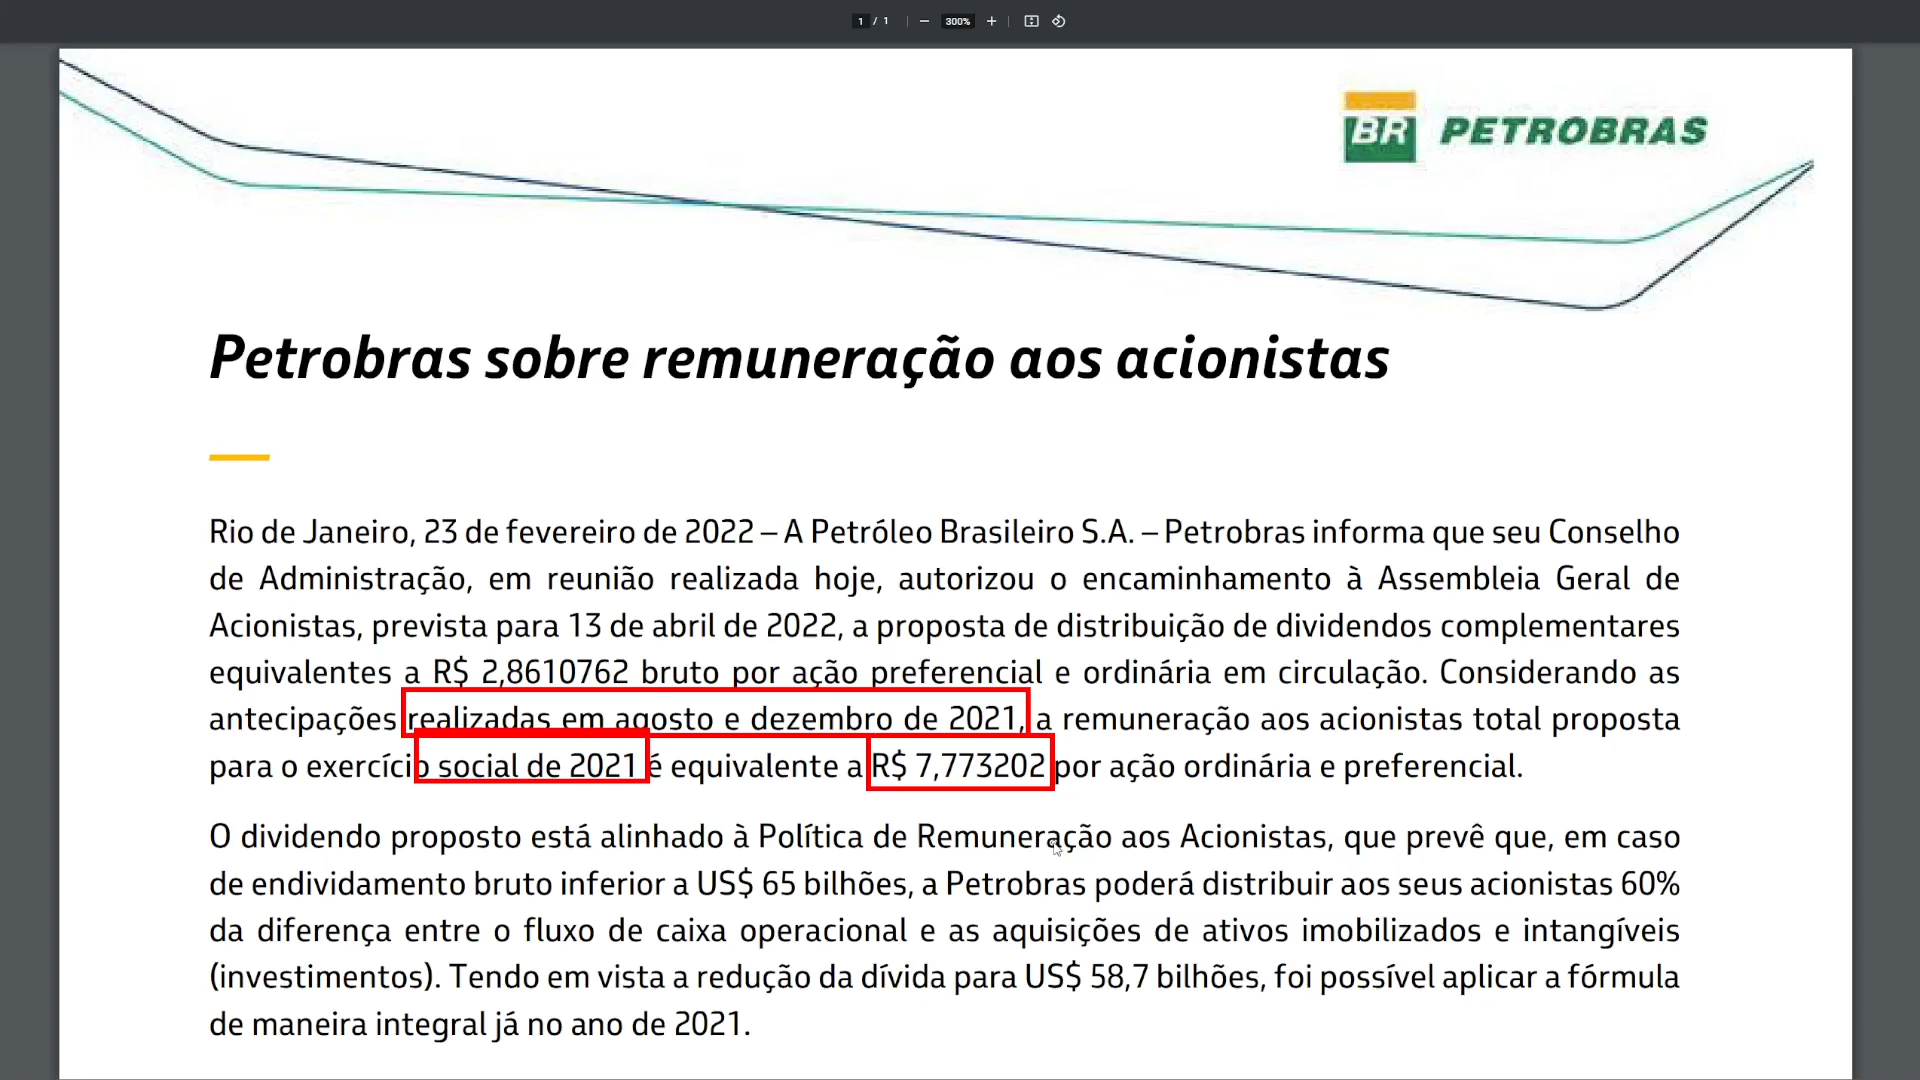 1 / 1 300%
BR PETROBRAS
Petrobras sobre remuneração aos acionistas
Rio de Janeiro, 23 de fevereiro de 2022 – A Petróleo Brasileiro S.A. – Petrobras informa que seu Conselho
de Administração, em reunião realizada hoje, autorizou o encaminhamento à Assembleia Geral de
Acionistas, prevista para 13 de abril de 2022, a proposta de distribuição de dividendos complementares
equivalentes a R$ 2,8610762 bruto por ação preferencial e ordinária em circulação. Considerando as
antecipações realizadas em agosto e dezembro de 2021, a remuneração aos acionistas total proposta
para o exercício social de 2021 é equivalente a R$ 7,773202 por ação ordinária e preferencial.
O dividendo proposto está alinhado à Política de Remuneração aos Acionistas, que prevê que, em caso
de endividamento bruto inferior a US$ 65 bilhões, a Petrobras poderá distribuir aos seus acionistas 60%
da diferença entre o fluxo de caixa operacional e as aquisições de ativos imobilizados e intangíveis
(investimentos). Tendo em vista a redução da dívida para US$ 58,7 bilhões, foi possível aplicar a fórmula
de maneira integral já no ano de 2021.